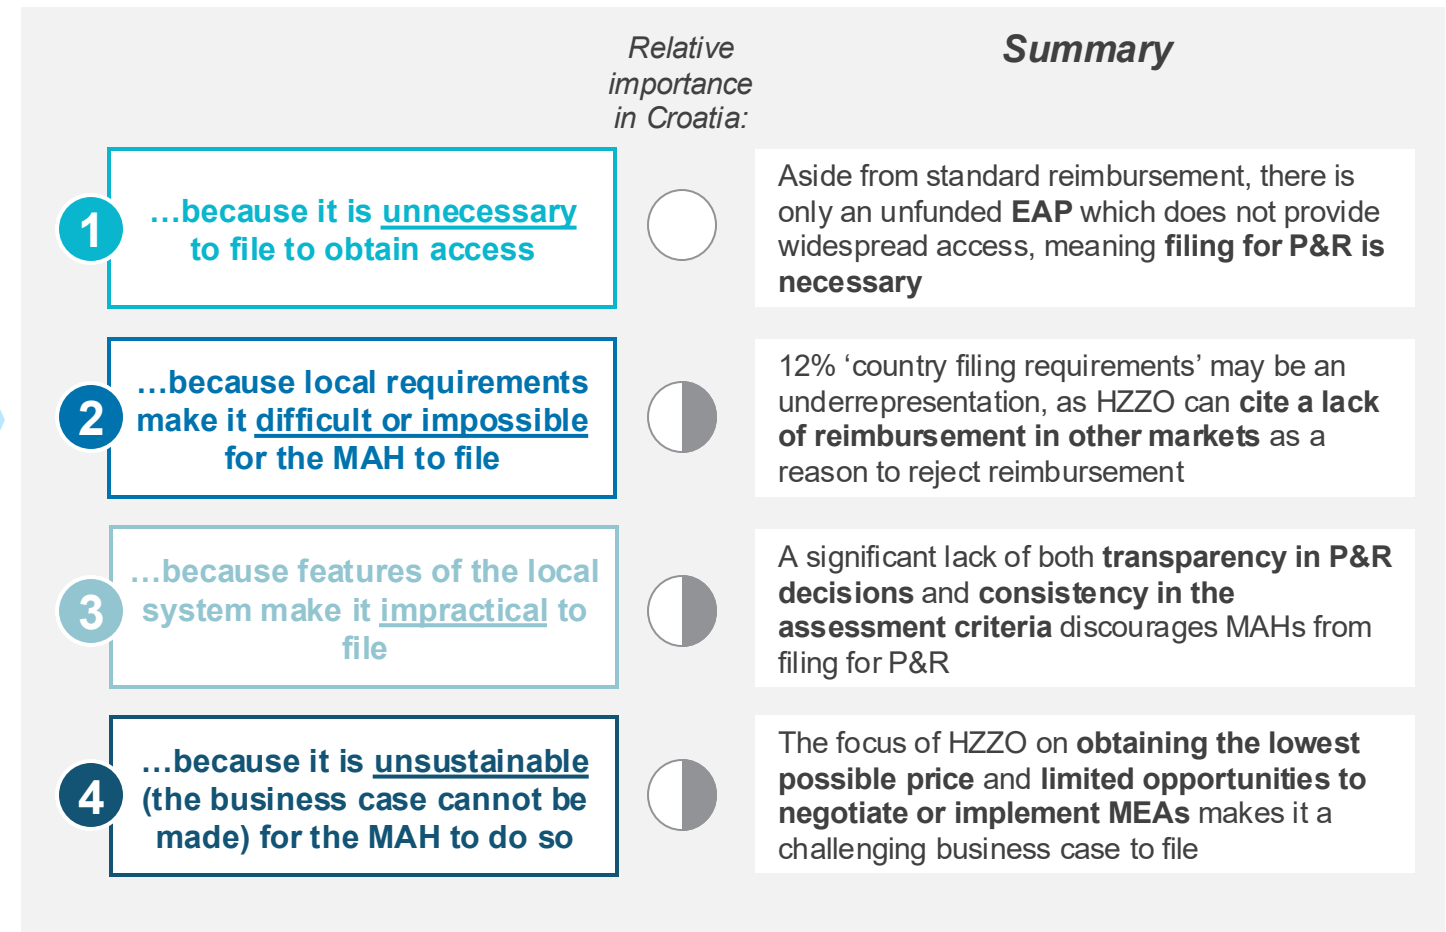 Relative
importance
in Croatia:
Summary
1
…because it is unnecessary
to file to obtain access
Aside from standard reimbursement, there is
only an unfunded EAP which does not provide
widespread access, meaning filing for P&R is
necessary
2
…because local requirements
make it difficult or impossible
for the MAH to file
12% ‘country filing requirements’ may be an
underrepresentation, as HZZO can cite a lack
of reimbursement in other markets as a
reason to reject reimbursement
3
…because features of the local
system make it impractical to
file
A significant lack of both transparency in P&R
decisions and consistency in the
assessment criteria discourages MAHs from
filing for P&R
4
…because it is unsustainable
(the business case cannot be
made) for the MAH to do so
The focus of HZZO on obtaining the lowest
possible price and limited opportunities to
negotiate or implement MEAs makes it a
challenging business case to file